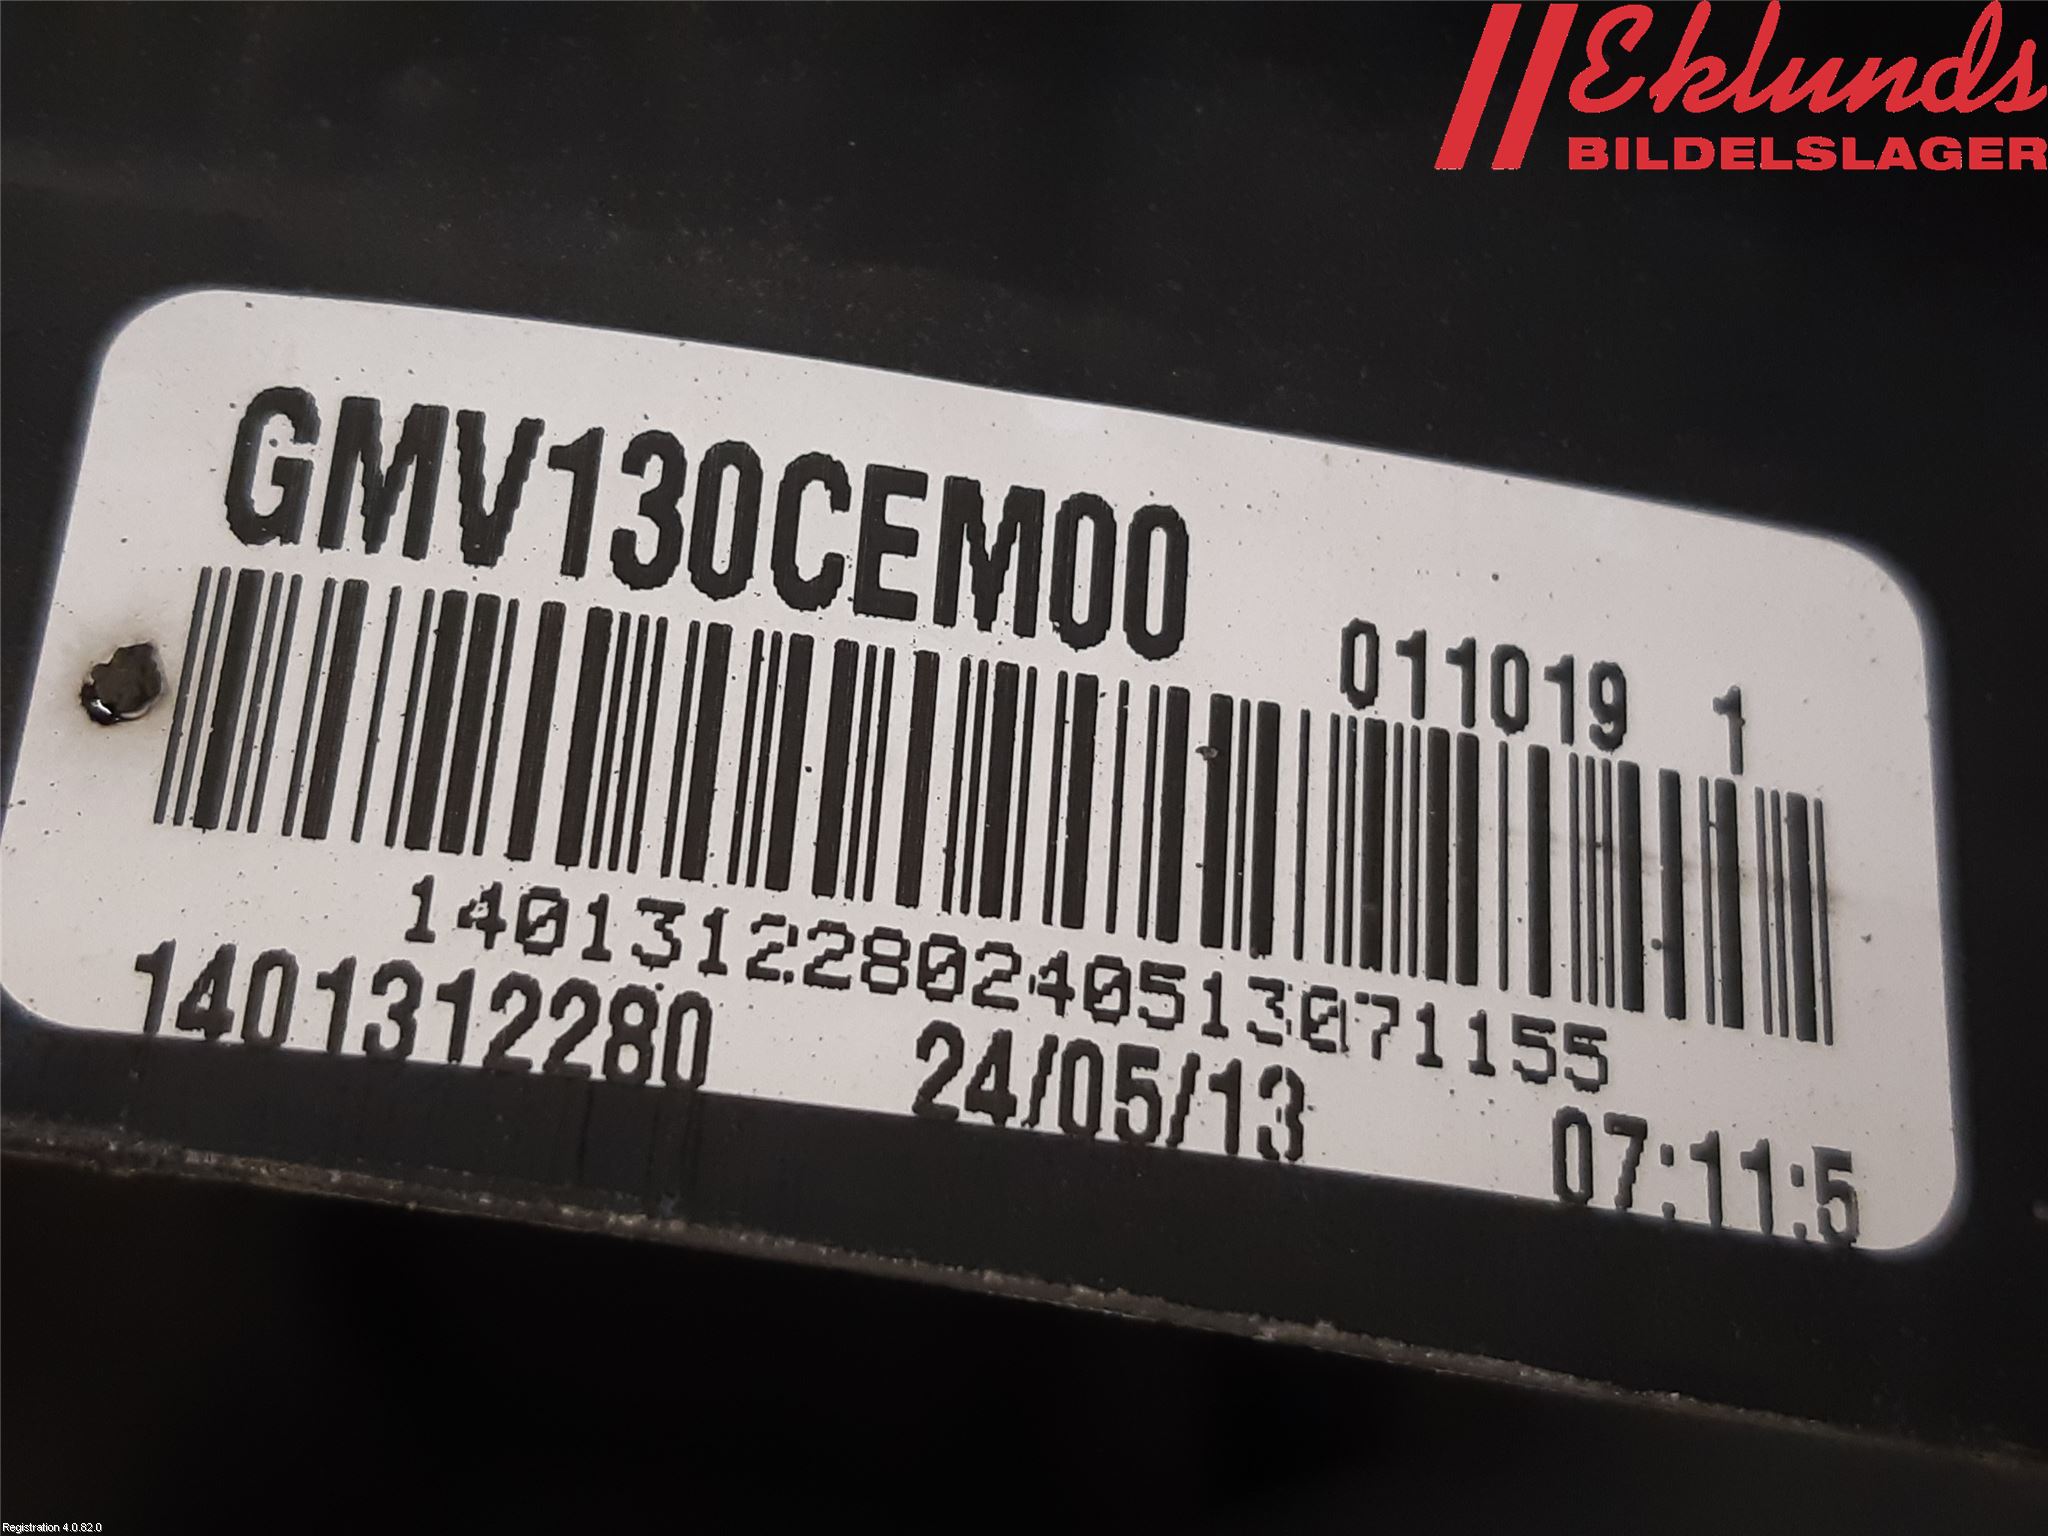 Eklunds
BILDELSLAGER
GMV130CEM00
011019 1
1401312280240513071155
1401312280 24/05/13 07:11:5
Registration 4.0.82.0